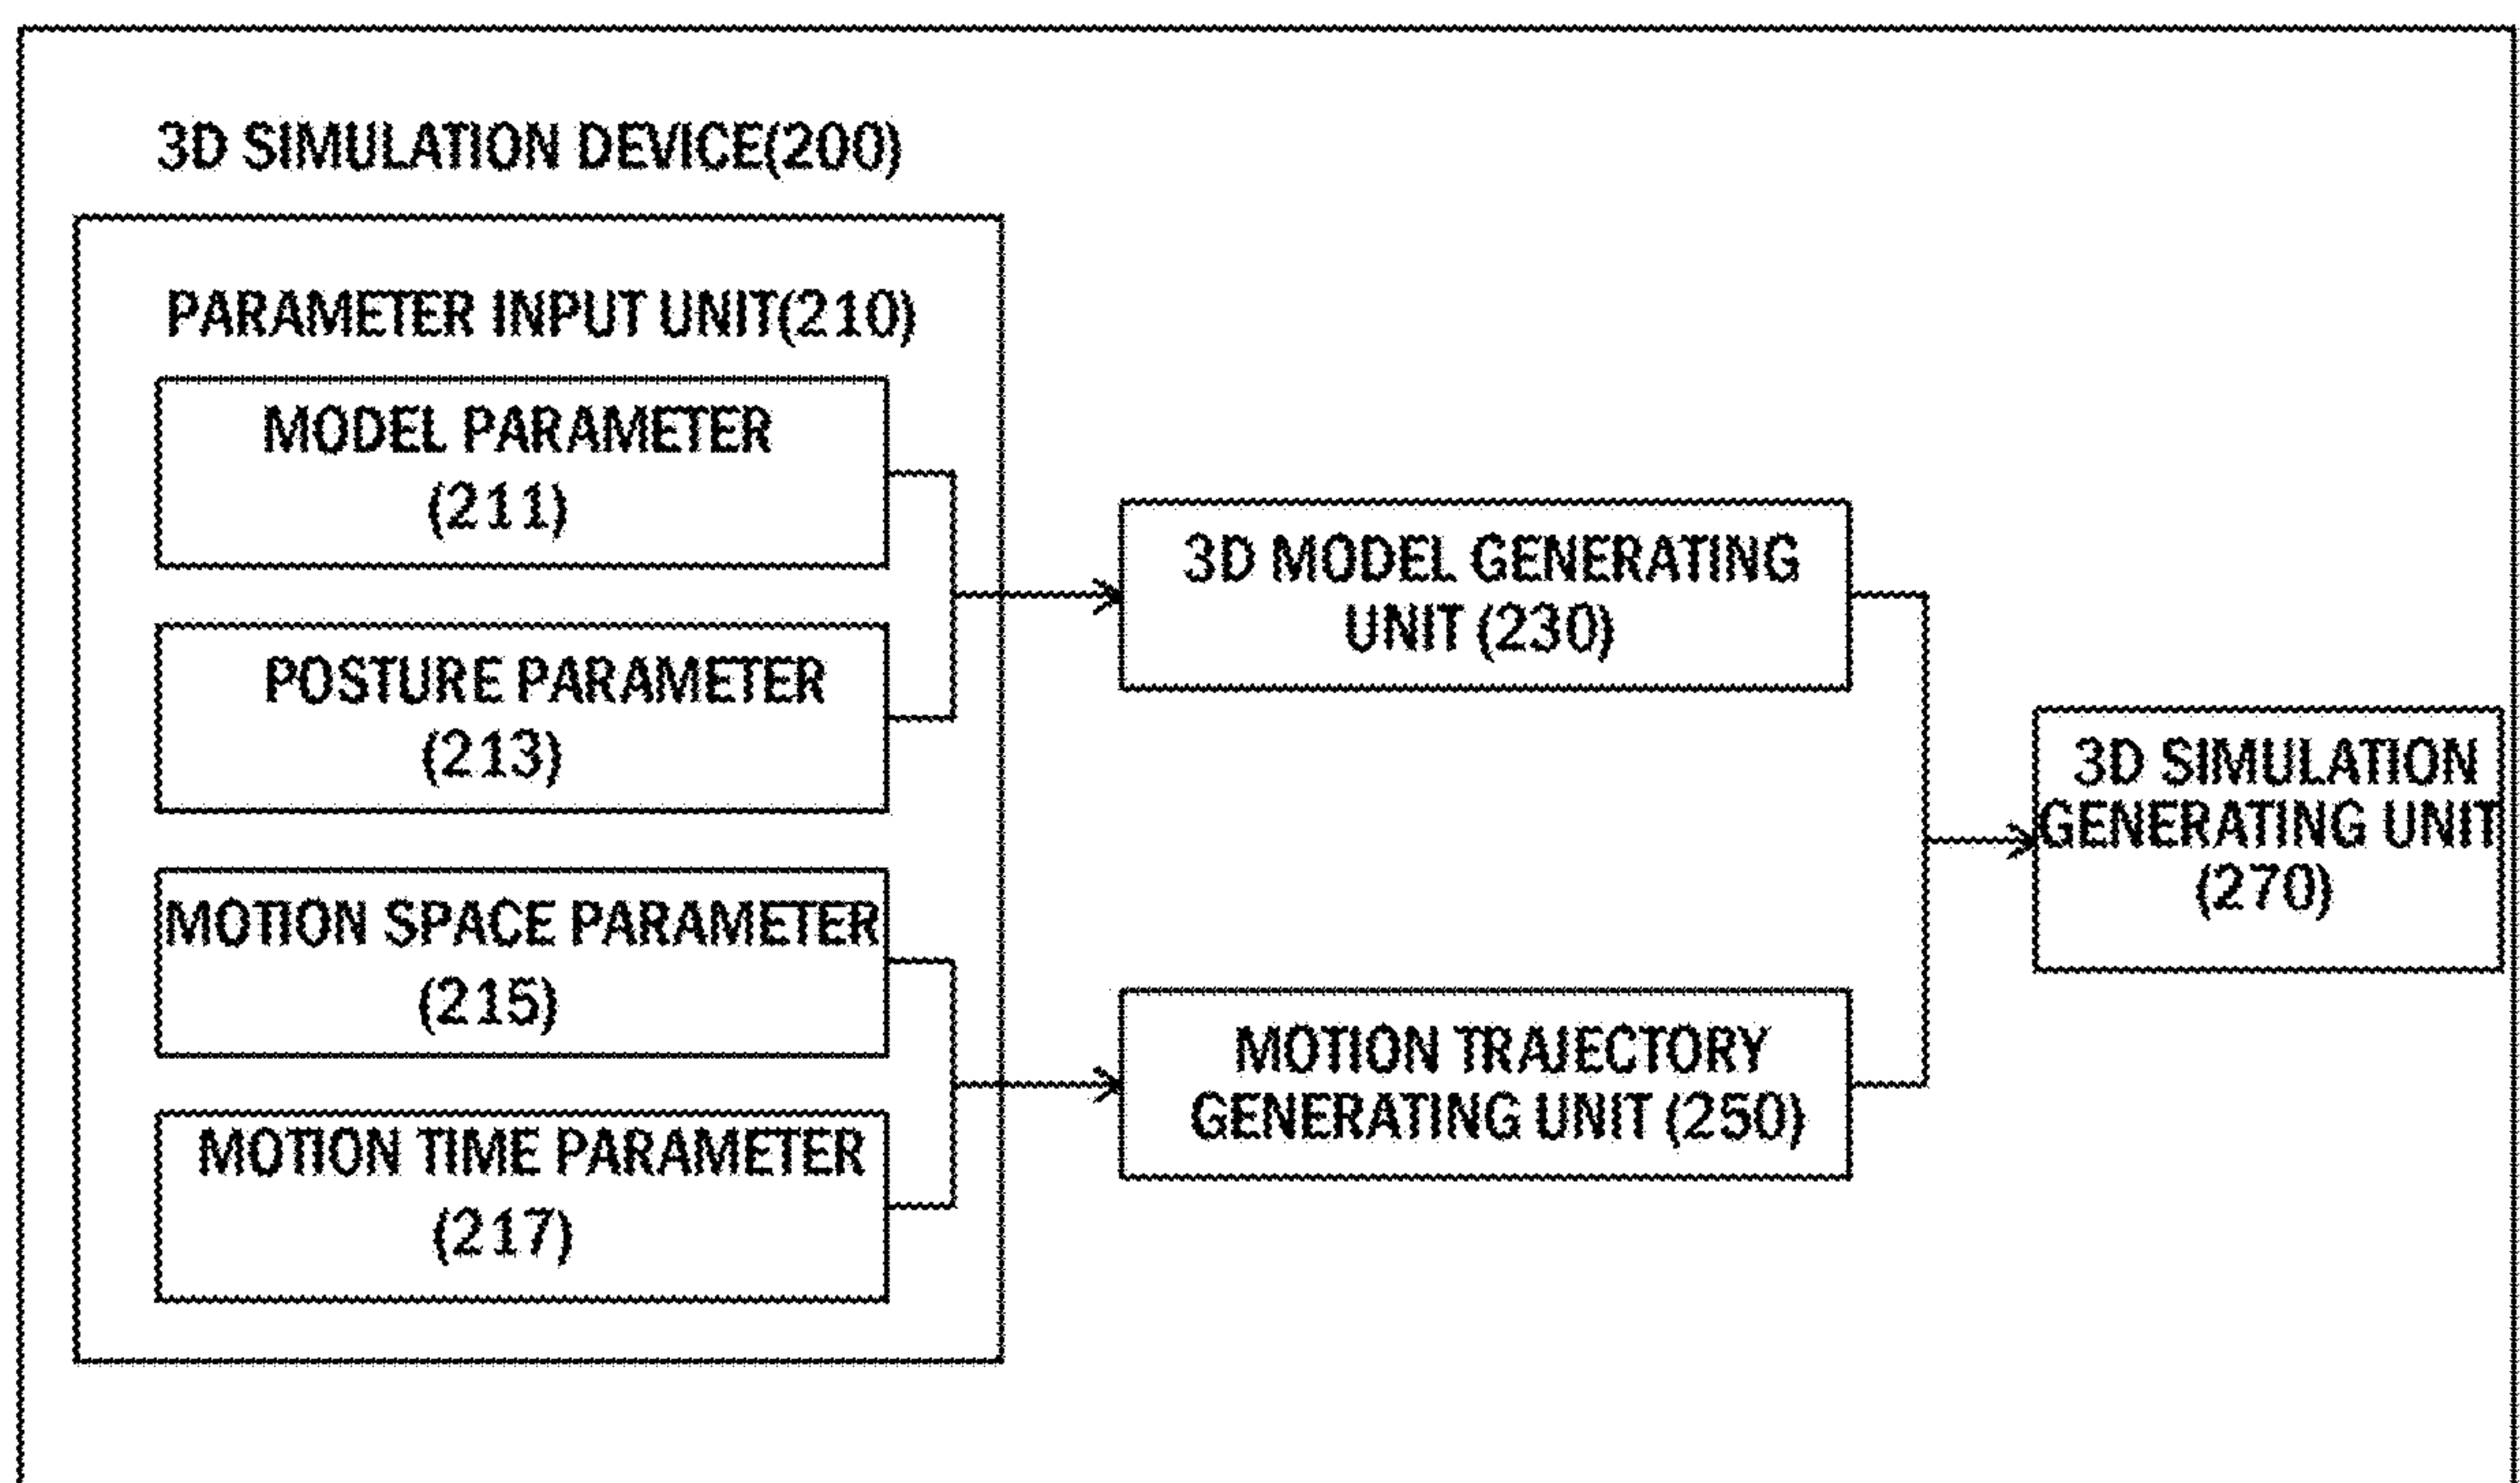 3D SIMULATION DEVICE(200)
PARAMETER INPUT UNIT(210)
MODEL PARAMETER
(211)
POSTURE PARAMETER
(213)
MOTION SPACE PARAMETER
(215)
MOTION TIME PARAMETER
(217)
3D MODEL GENERATING
UNIT (230)
MOTION TRAJECTORY
GENERATING UNIT (250)
3D SIMULATION
GENERATING UNIT
(270)